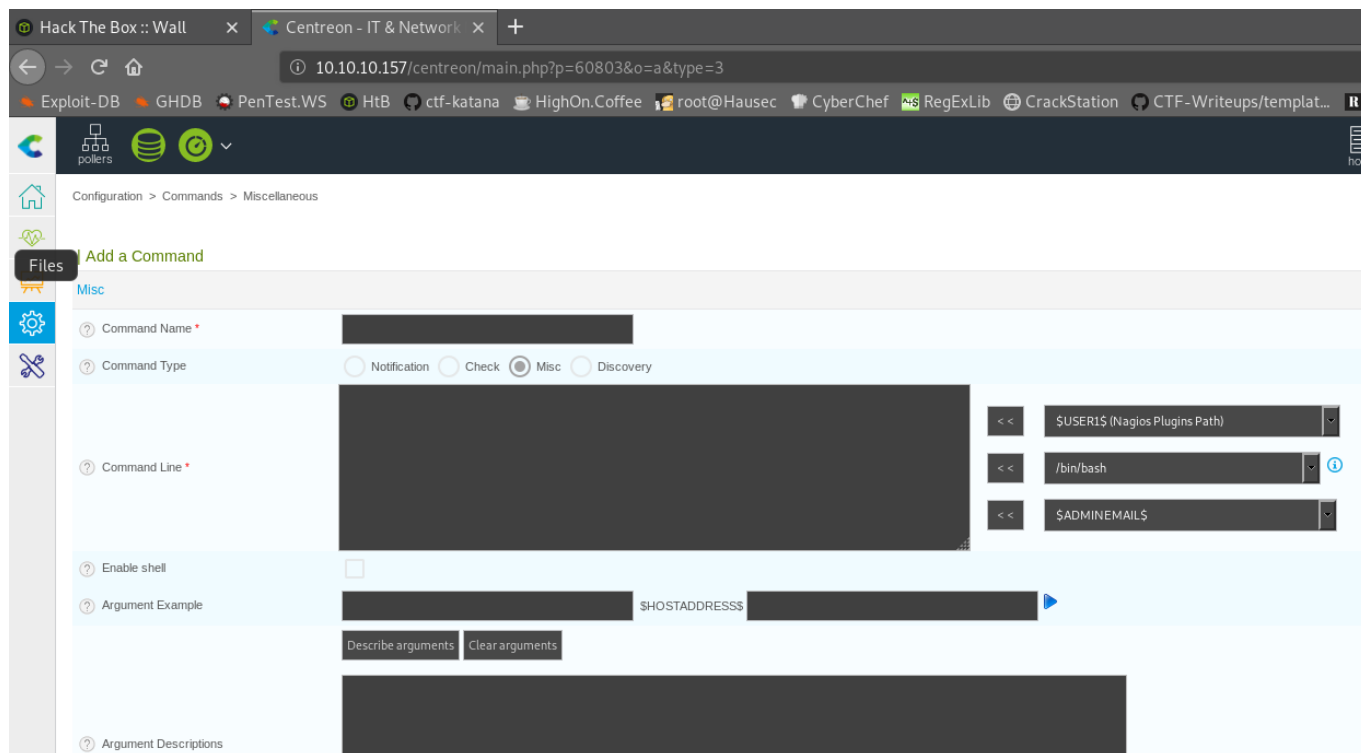 Hack The Box :: Wall × Centreon - IT & Network × +
10.10.10.157/centreon/main.php?p=60803&o=a&type=3
Exploit-DB GHDB PenTest.WS HtB ctf-katana HighOn.Coffee root@Hausec CyberChef RegExLib CrackStation CTF-Writeups/templat...
pollers
Configuration > Commands > Miscellaneous
| Add a Command
Files
Misc
Command Name *
Command Type Notification Check Misc Discovery
<< $USER1$ (Nagios Plugins Path)
Command Line * << /bin/bash
<< $ADMINEMAIL$
Enable shell
Argument Example $HOSTADDRESS$
Describe arguments Clear arguments
Argument Descriptions